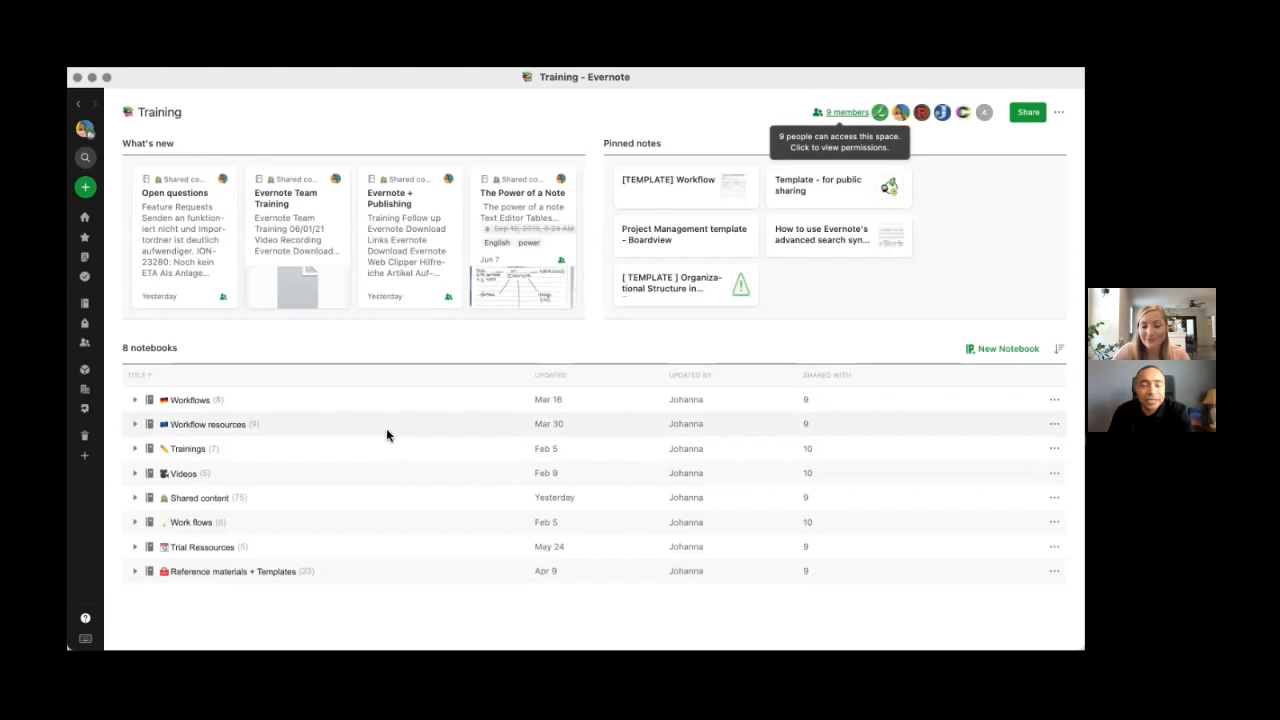 Training - Evernote
Training
9 members
4
Share
9 people can access this space.
Click to view permissions.
What's new
Shared co...
Open questions
Feature Requests
Senden an funktion-
iert nicht und Impor-
tordner ist deutlich
aufwendiger. ION-
23280: Noch kein
ETA Als Anlage...
Yesterday
Shared co...
Evernote Team
Training
Evernote Team
Training 06/01/21
Video Recording
Evernote Download...
Shared co...
Evernote +
Publishing
Training Follow up
Evernote Download
Links Evernote
Download Evernote
Web Clipper Hilfre-
iche Artikel Auf-...
Yesterday
Shared co...
The Power of a Note
The power of a note
Text Editor Tables...
Sep 10, 2019, 8:24 AM
English power
Jun 7
Pinned notes
[TEMPLATE] Workflow
Template - for public
sharing
Project Management template
- Boardview
How to use Evernote's
advanced search syn...
[ TEMPLATE ] Organiza-
tional Structure in...
8 notebooks
New Notebook
TITLE UPDATED UPDATED BY SHARED WITH
Workflows (8) Mar 16 Johanna 9
Workflow resources (9) Mar 30 Johanna 9
Trainings (7) Feb 5 Johanna 10
Videos (5) Feb 9 Johanna 10
Shared content (75) Yesterday Johanna 9
Work flows (6) Feb 5 Johanna 10
Trial Ressources (5) May 24 Johanna 9
Reference materials + Templates (23) Apr 9 Johanna 9